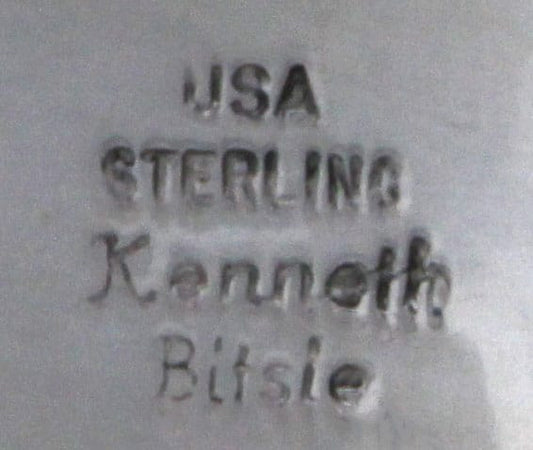 USA
STERLING
Kenneth
Bitsie